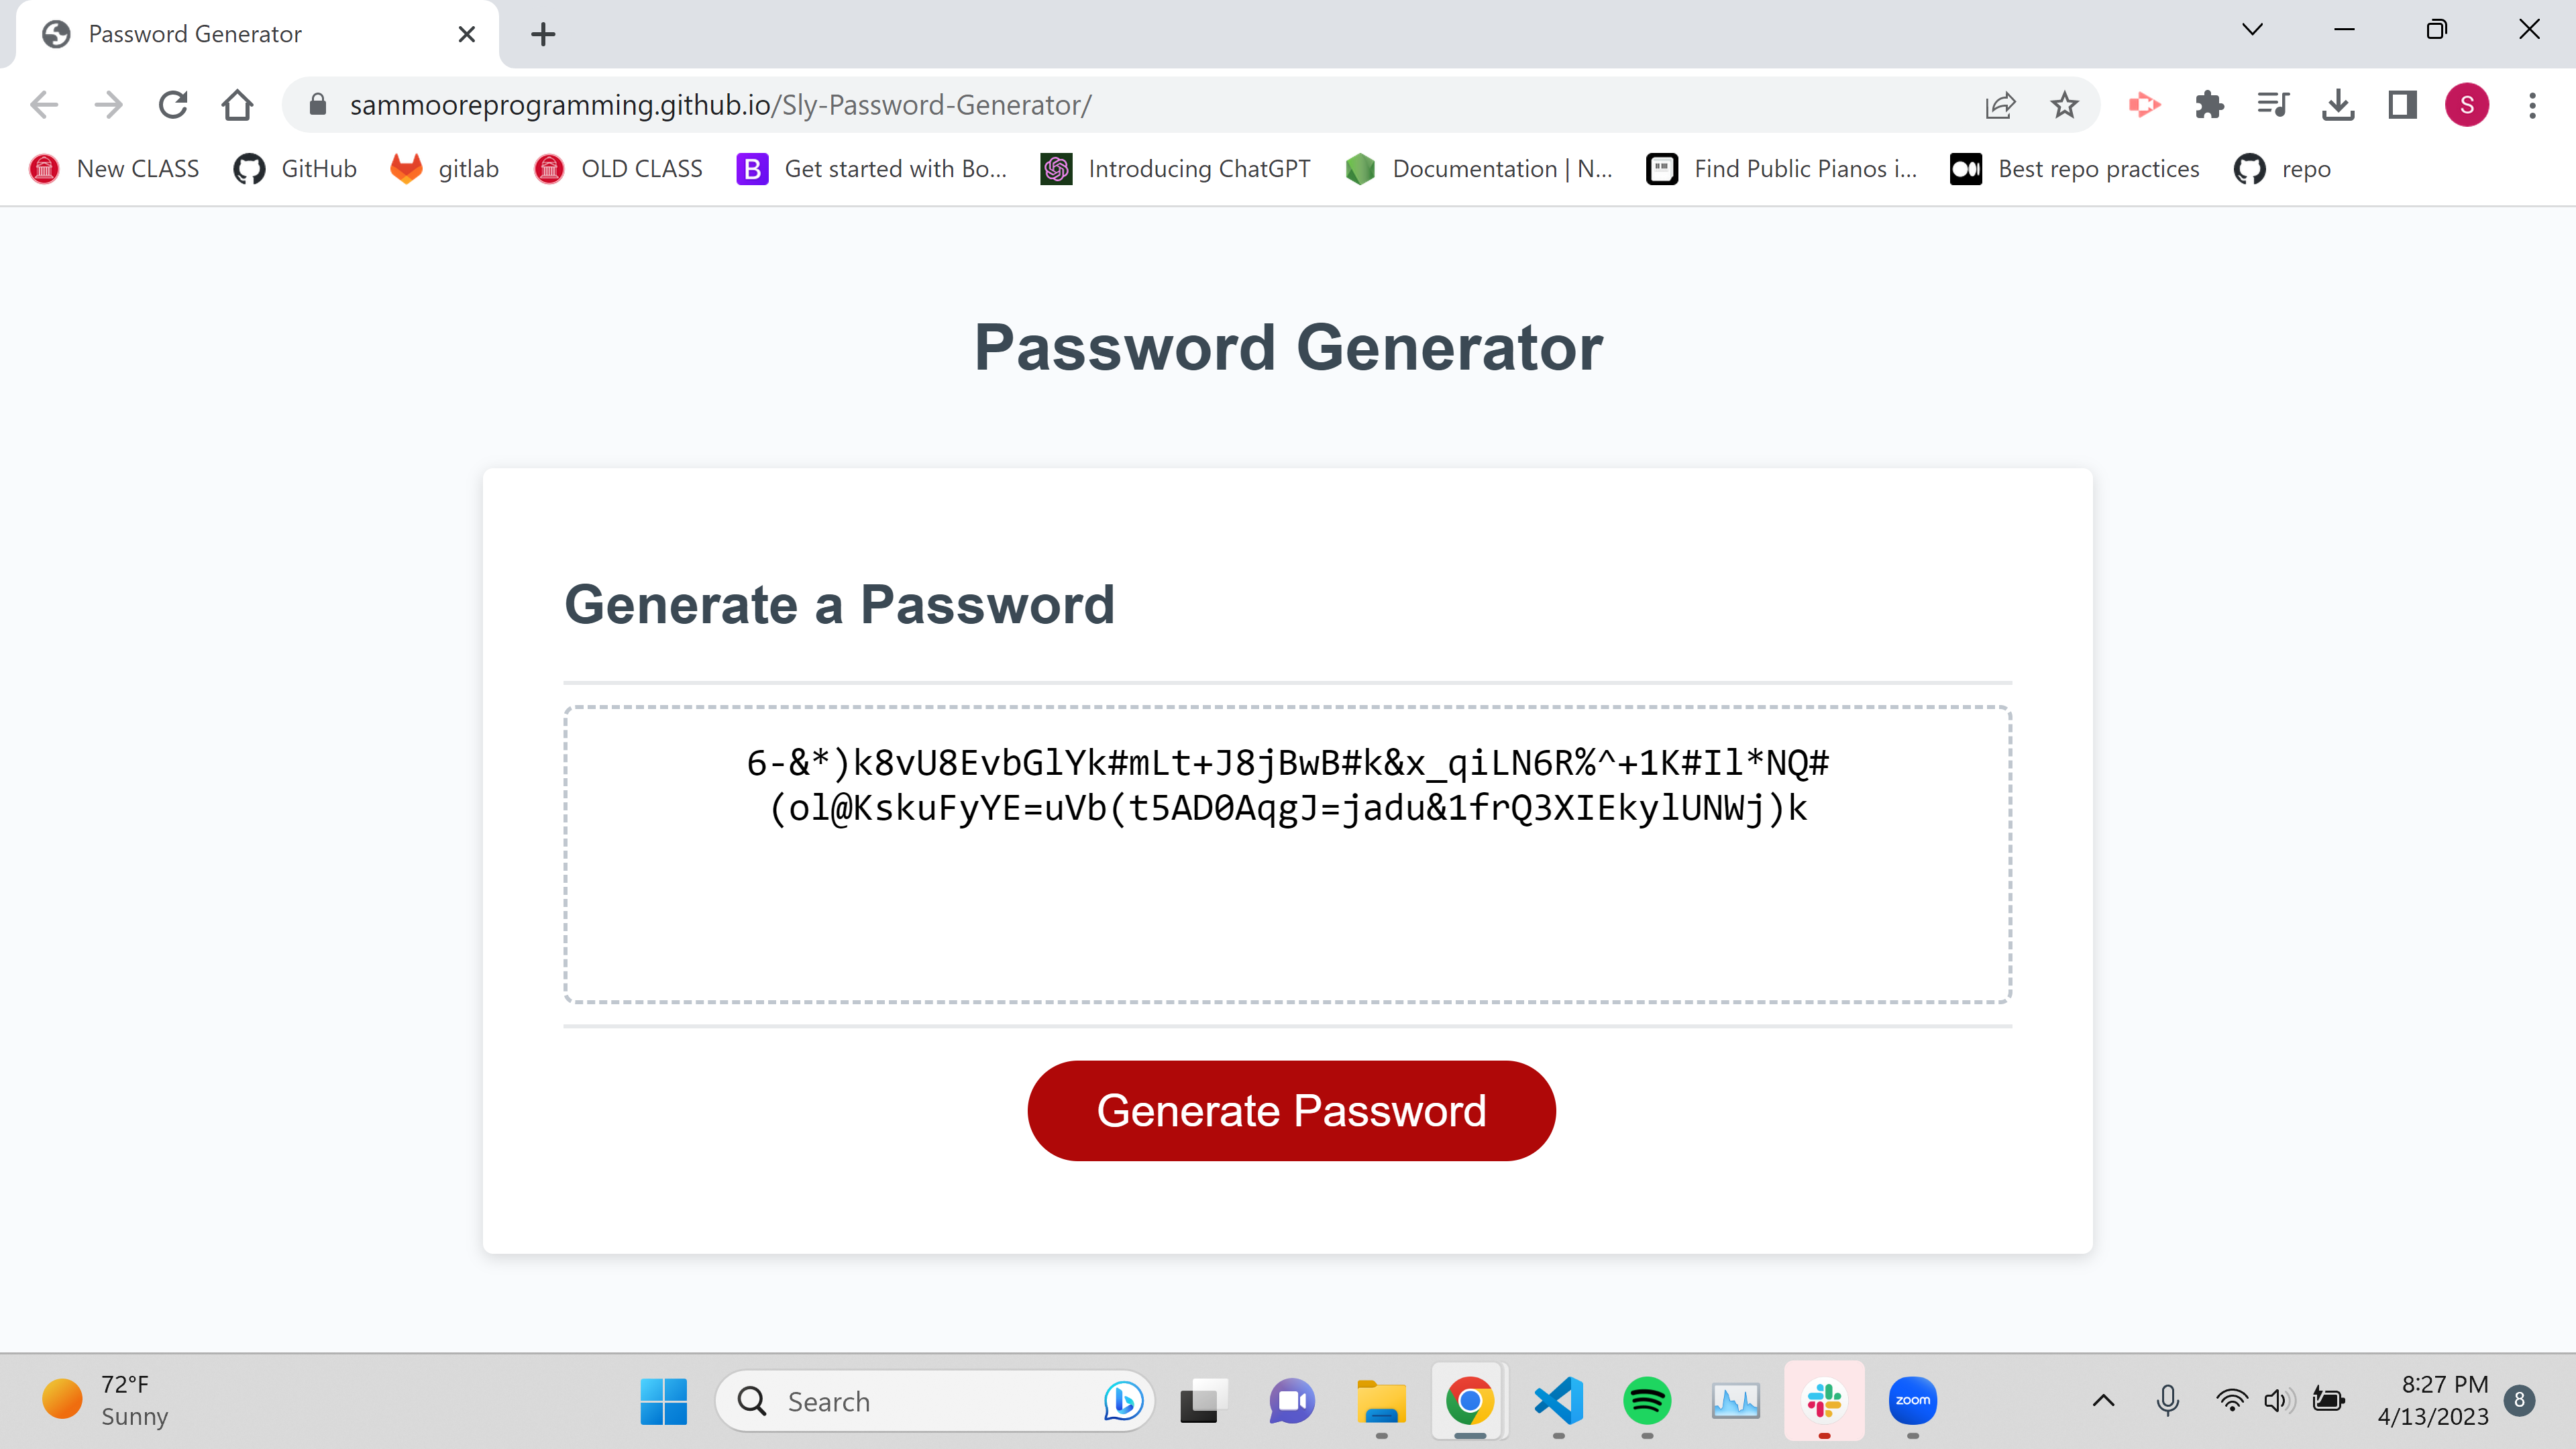 Password Generator
sammooreprogramming.github.io/Sly-Password-Generator/
S
New CLASS
GitHub
gitlab
OLD CLASS
B
Get started with Bo...
Introducing ChatGPT
Documentation | N...
Find Public Pianos i...
Best repo practices
repo
Password Generator
Generate a Password
6-&*)k8vU8EvbGlYk#mLt+J8jBwB#k&x_qiLN6R%^+1K#Il*NQ#
(ol@KskuFyYE=uVb(t5AD0AqgJ=jadu&1frQ3XIEkylUNWj)k
Generate Password
72°F
Sunny
Search
zoom
8:27 PM
4/13/2023
8